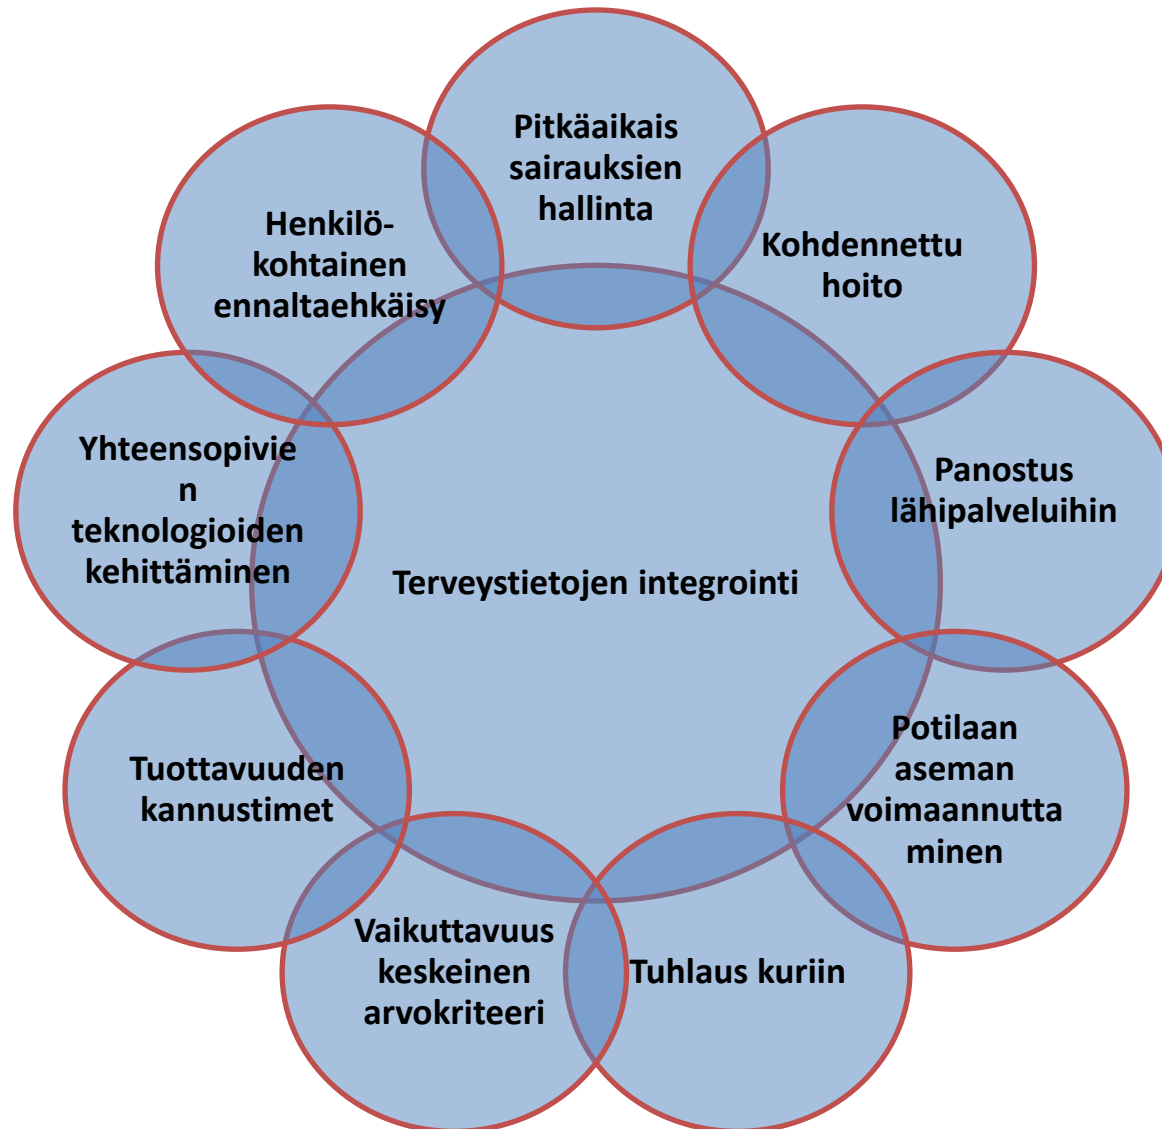 Pitkäaikais
sairauksien
hallinta
Kohdennettu
hoito
Panostus
lähipalveluihin
Potilaan
aseman
voimaannutta
minen
Tuhlaus kuriin
Vaikuttavuus
keskeinen
arvokriteeri
Tuottavuuden
kannustimet
Yhteensopivie
n
teknologioiden
kehittäminen
Henkilö-
kohtainen
ennaltaehkäisy
Terveystietojen integrointi